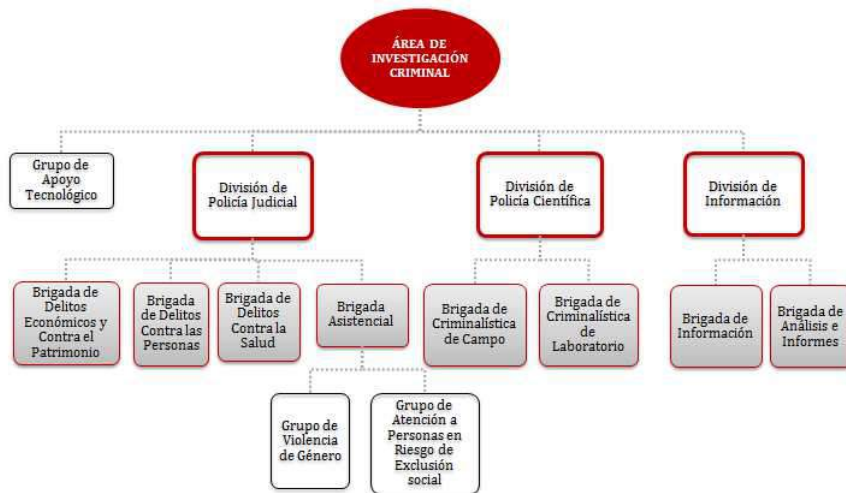 ÁREA DE
INVESTIGACIÓN
CRIMINAL
Grupo de
Apoyo
Tecnológico
División de
Policía Judicial
División de
Policía Científica
División de
Información
Brigada de
Delitos
Económicos y
Contra el
Patrimonio
Brigada
de Delitos
Contra las
Personas
Brigada de
Delitos
Contra la
Salud
Brigada
Asistencial
Brigada de
Criminalística
de Campo
Brigada de
Criminalística
de
Laboratorio
Brigada de
Información
Brigada de
Análisis e
Informes
Grupo de
Violencia
de Género
Grupo de
Atención a
Personas en
Riesgo de
Exclusión
social